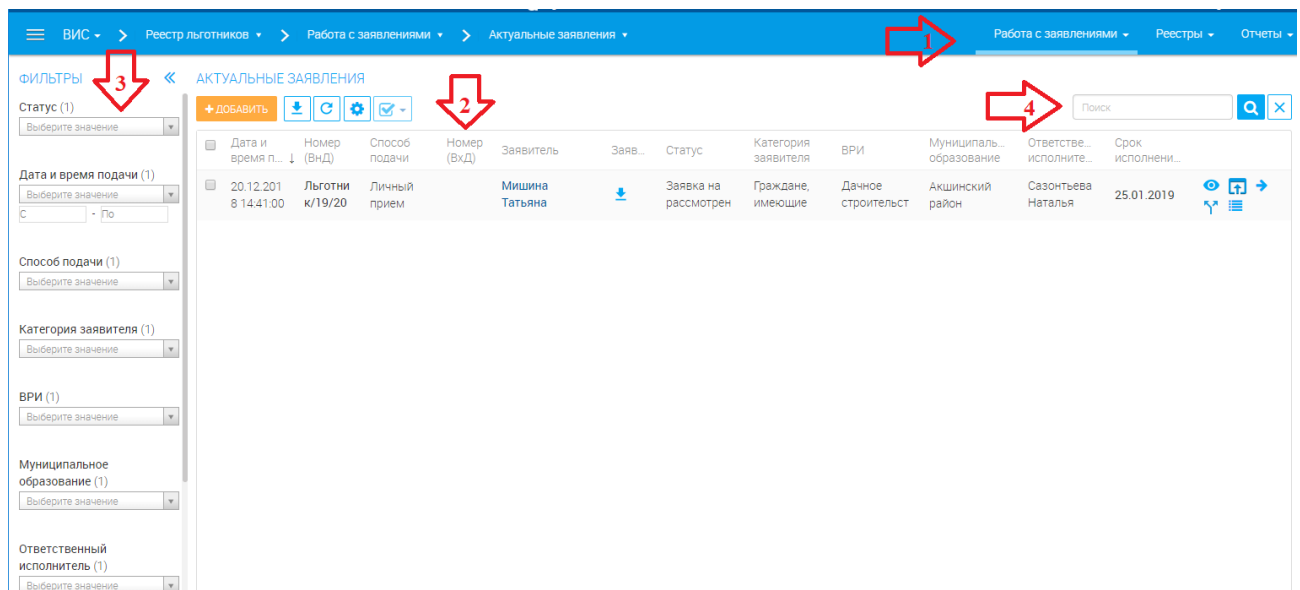 ВИС Реестр льготников Работа с заявлениями Актуальные заявления 1 Работа с заявлениями Реестры Отчеты
ФИЛЬТРЫ 3 АКТУАЛЬНЫЕ ЗАЯВЛЕНИЯ
Статус (1)
Выберите значение
+ ДОБАВИТЬ 2 4 Поиск
Дата и время п... Номер (ВнД) Способ подачи Номер (ВхД) Заявитель Заяв... Статус Категория заявителя ВРИ Муниципаль... образование Ответстве... исполните... Срок исполнени...
20.12.201 Льготни Личный Мишина Заявка на Граждане, Дачное Акшинский Сазонтьева 25.01.2019
8 14:41:00 к/19/20 прием Татьяна рассмотрен имеющие строительст район Наталья
Дата и время подачи (1)
Выберите значение
С - По
Способ подачи (1)
Выберите значение
Категория заявителя (1)
Выберите значение
ВРИ (1)
Выберите значение
Муниципальное
образование (1)
Выберите значение
Ответственный
исполнитель (1)
Выберите значение